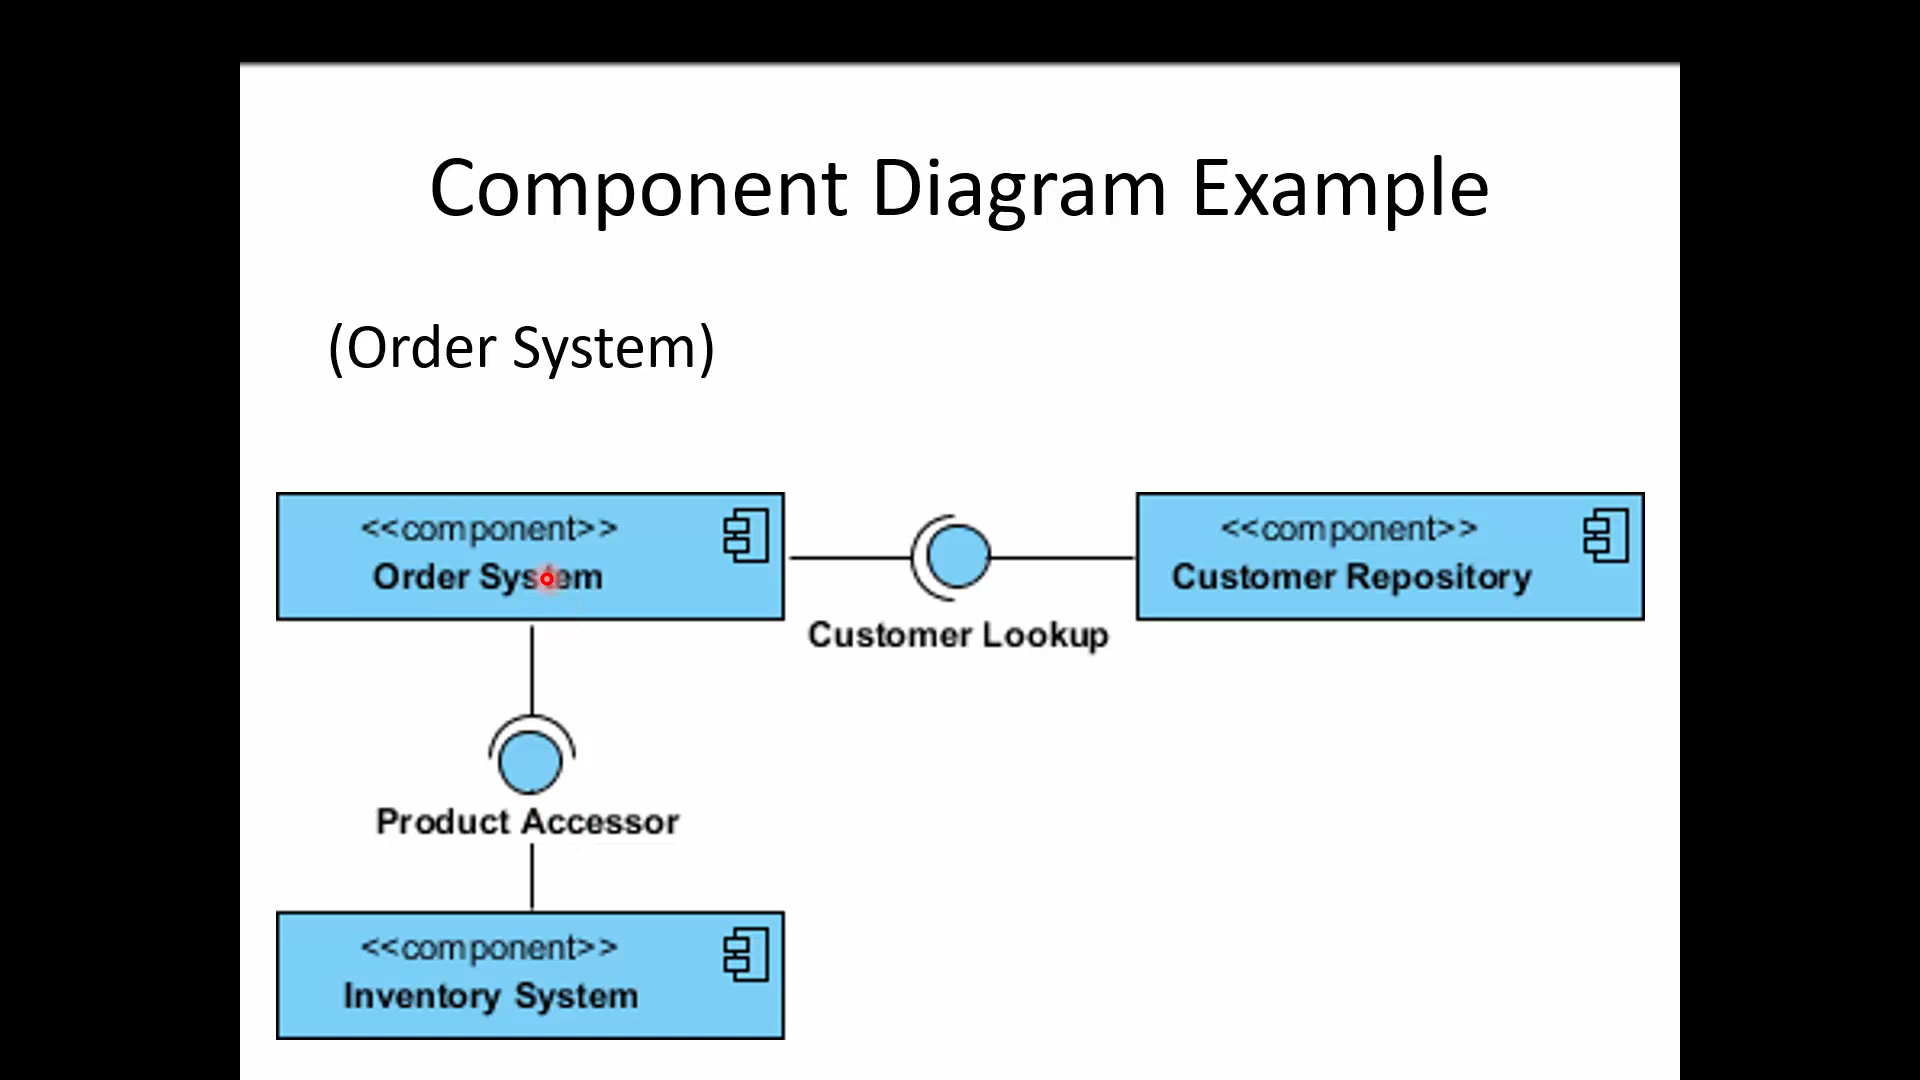 Component Diagram Example
(Order System)
<<component>>
Order System
<<component>>
Customer Repository
Customer Lookup
Product Accessor
<<component>>
Inventory System